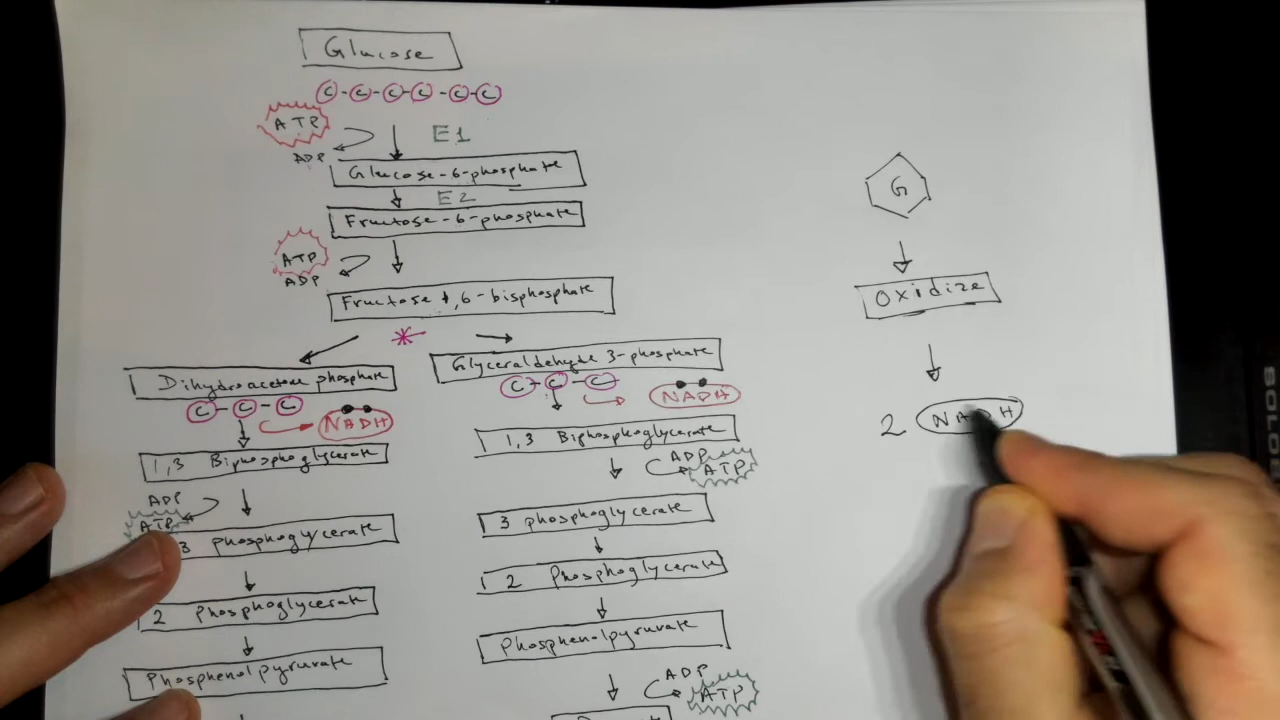 Glucose
C-C-C-C-C-C
ATP
ADP
E1
Glucose-6-phosphate
E2
Fructose-6-phosphate
ATP
ADP
Fructose 1,6-bisphosphate
*
Dihydroacetone phosphate
C-C-C
NADH
1,3 Biphosphoglycerate
ADP
ATP
3 phosphoglycerate
2 Phosphoglycerate
Phosphenolpyruvate
Glyceraldehyde 3-phosphate
C-C-C
NADH
1,3 Biphosphoglycerate
ADP
ATP
3 phosphoglycerate
2 Phosphoglycerate
Phosphenolpyruvate
ADP
ATP
G
Oxidize
2 NADH